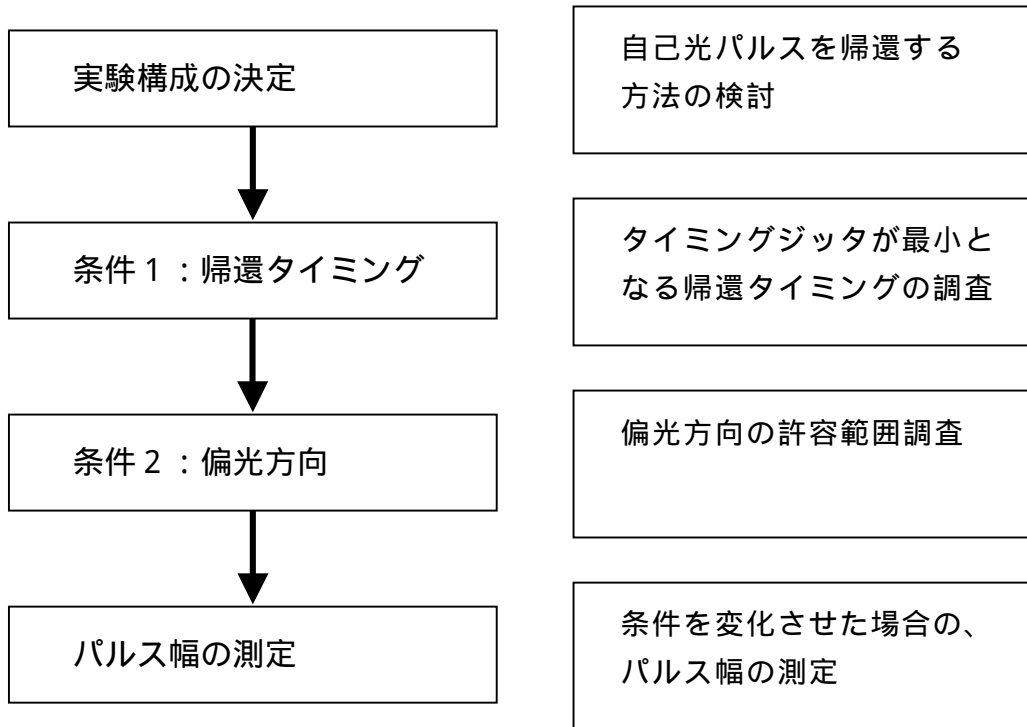 実験構成の決定
自己光パルスを帰還する
方法の検討
条件１：帰還タイミング
タイミングジッタが最小と
なる帰還タイミングの調査
条件２：偏光方向
偏光方向の許容範囲調査
パルス幅の測定
条件を変化させた場合の、
パルス幅の測定